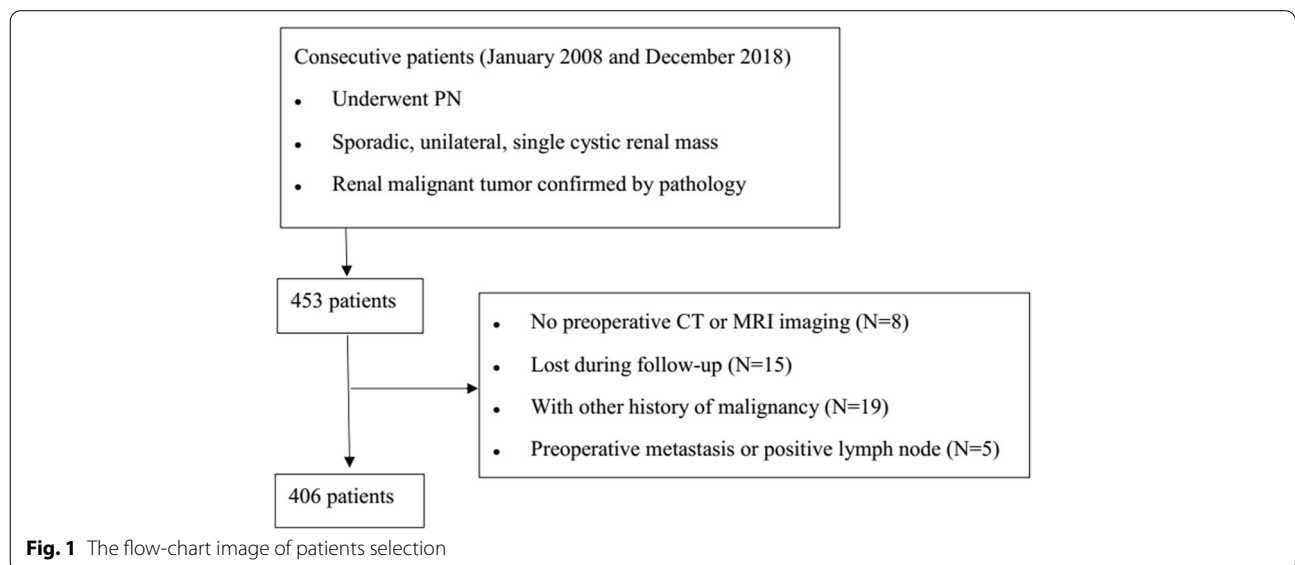 Consecutive patients (January 2008 and December 2018)
• Underwent PN
• Sporadic, unilateral, single cystic renal mass
• Renal malignant tumor confirmed by pathology
453 patients
• No preoperative CT or MRI imaging (N=8)
• Lost during follow-up (N=15)
• With other history of malignancy (N=19)
• Preoperative metastasis or positive lymph node (N=5)
406 patients
Fig. 1 The flow-chart image of patients selection